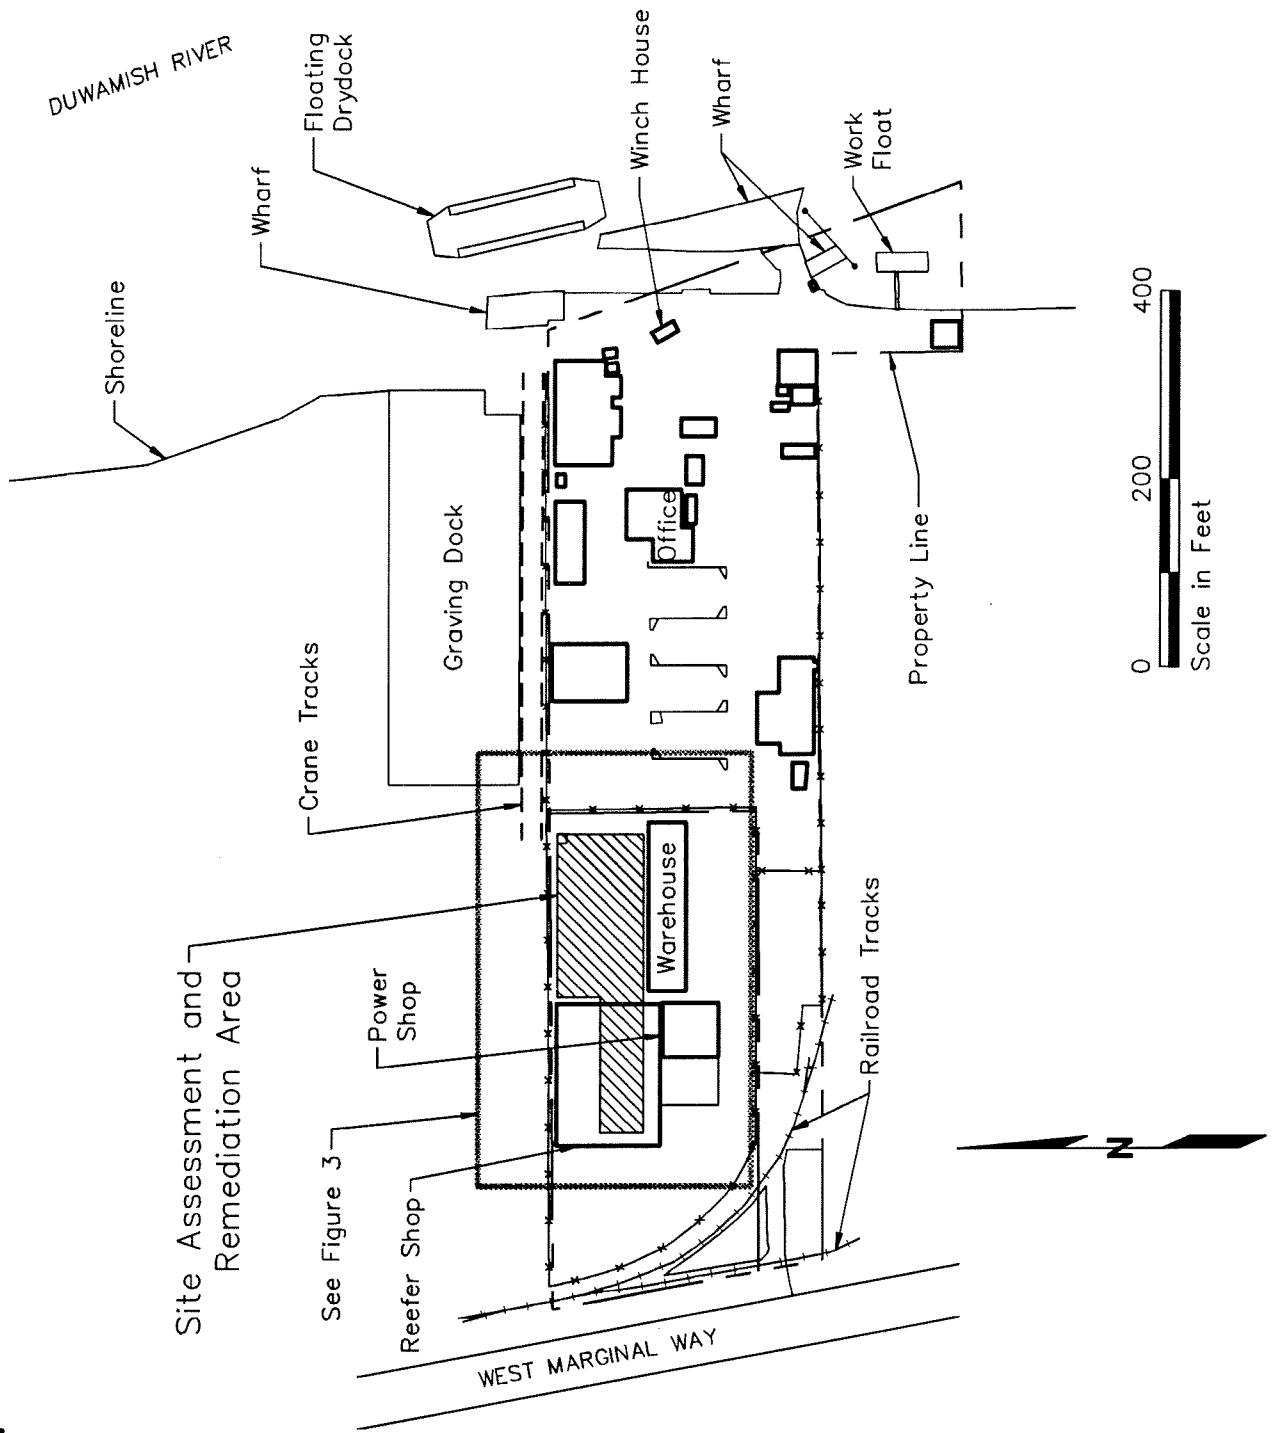 DUWAMISH RIVER
Floating
Drydock
Wharf
Shoreline
Winch House
Wharf
Work
Float
Graving Dock
Crane Tracks
Office
Property Line
Site Assessment and
Remediation Area
Power
Shop
Warehouse
See Figure 3
Reefer Shop
Railroad Tracks
WEST MARGINAL WAY
N
0 200 400
Scale in Feet